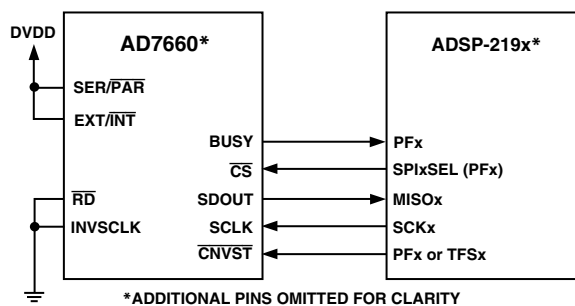 DVDD
AD7660*
ADSP-219x*
SER/PAR
EXT/INT
BUSY
PFx
CS
SPIxSEL (PFx)
RD
SDOUT
MISOx
INVSCLK
SCLK
SCKx
CNVST
PFx or TFSx
*ADDITIONAL PINS OMITTED FOR CLARITY